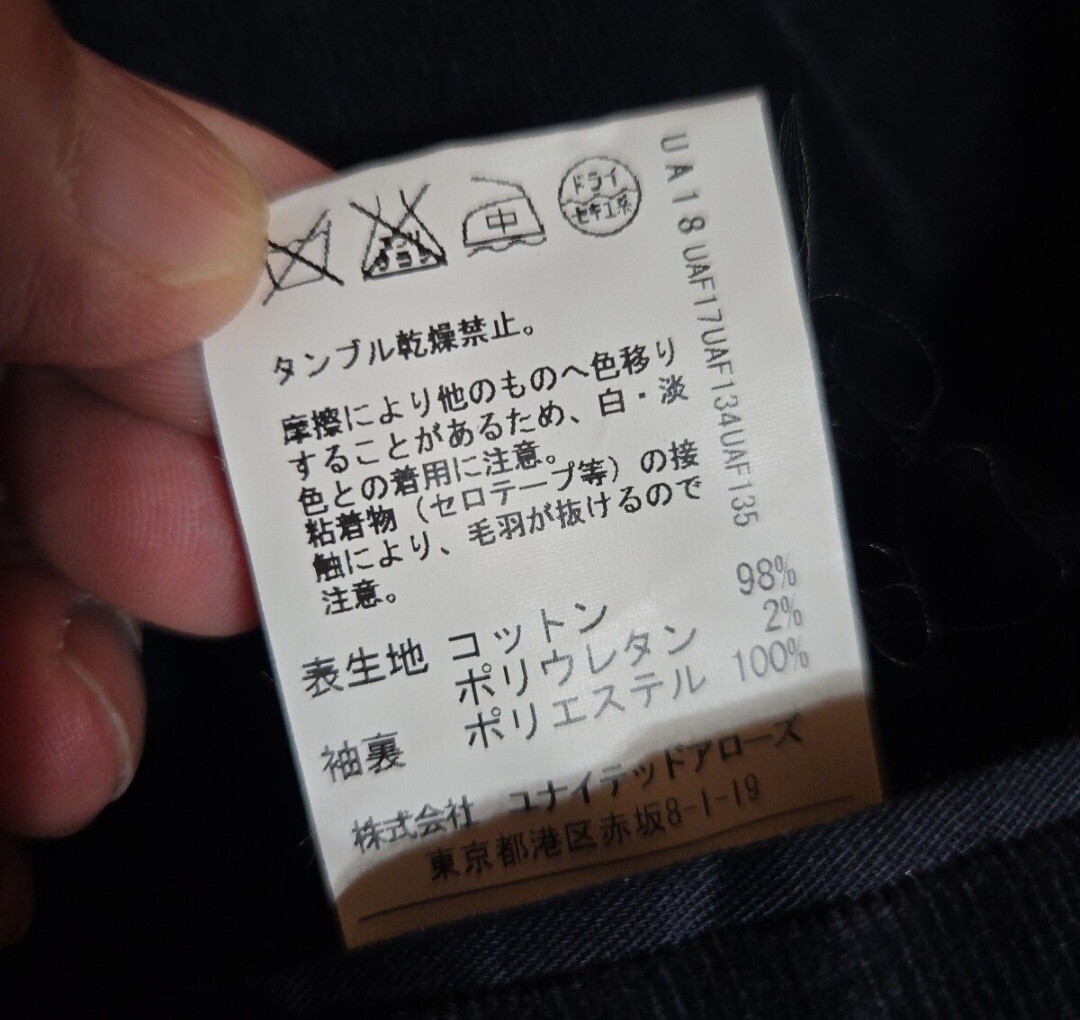 中
ドライ
セキユ系
UA18UAF17UAF134UAF135
タンブル乾燥禁止。
摩擦により他のものへ色移り
することがあるため、白・淡
色との着用に注意。
粘着物（セロテープ等）の接
触により、毛羽が抜けるので
注意。
表生地 コットン 98%
ポリウレタン 2%
袖裏 ポリエステル 100%
株式会社 ユナイテッドアローズ
東京都港区赤坂8-1-19